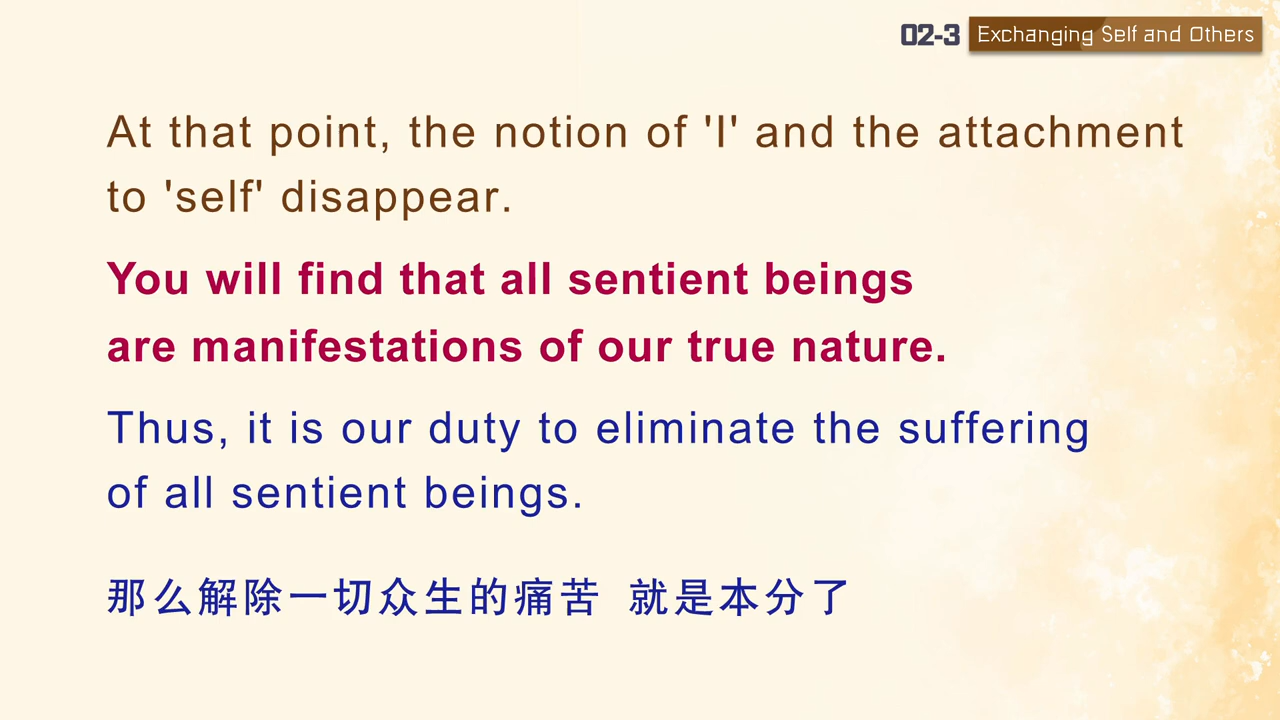 02-3 Exchanging Self and Others
At that point, the notion of 'I' and the attachment
to 'self' disappear.
You will find that all sentient beings
are manifestations of our true nature.
Thus, it is our duty to eliminate the suffering
of all sentient beings.
那么解除一切众生的痛苦 就是本分了